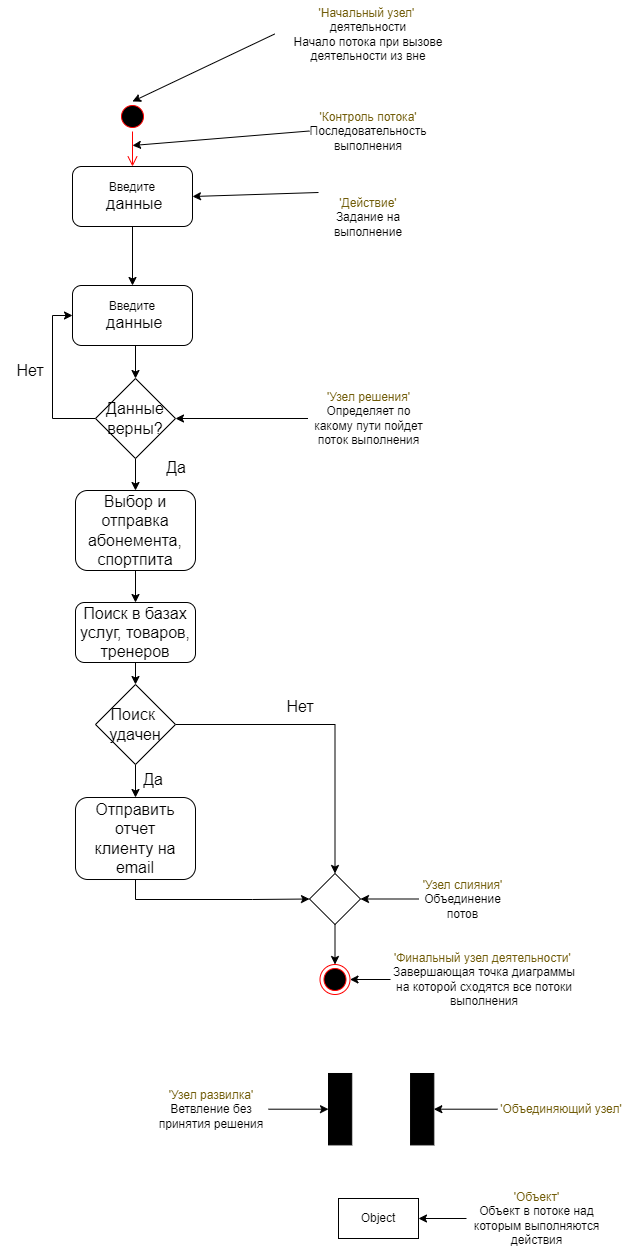 'Начальный узел'
деятельности
Начало потока при вызове
деятельности из вне
'Контроль потока'
Последовательность
выполнения
Введите
данные
'Действие'
Задание на
выполнение
Введите
данные
Нет
Данные
верны?
'Узел решения'
Определяет по
какому пути пойдет
поток выполнения
Да
Выбор и
отправка
абонемента,
спортпита
Поиск в базах
услуг, товаров,
тренеров
Поиск
удачен
Нет
Да
Отправить
отчет
клиенту на
email
'Узел слияния'
Объединение
потов
'Финальный узел деятельности'
Завершающая точка диаграммы
на которой сходятся все потоки
выполнения
'Узел развилка'
Ветвление без
принятия решения
'Объединяющий узел'
Object
'Объект'
Объект в потоке над
которым выполняются
действия